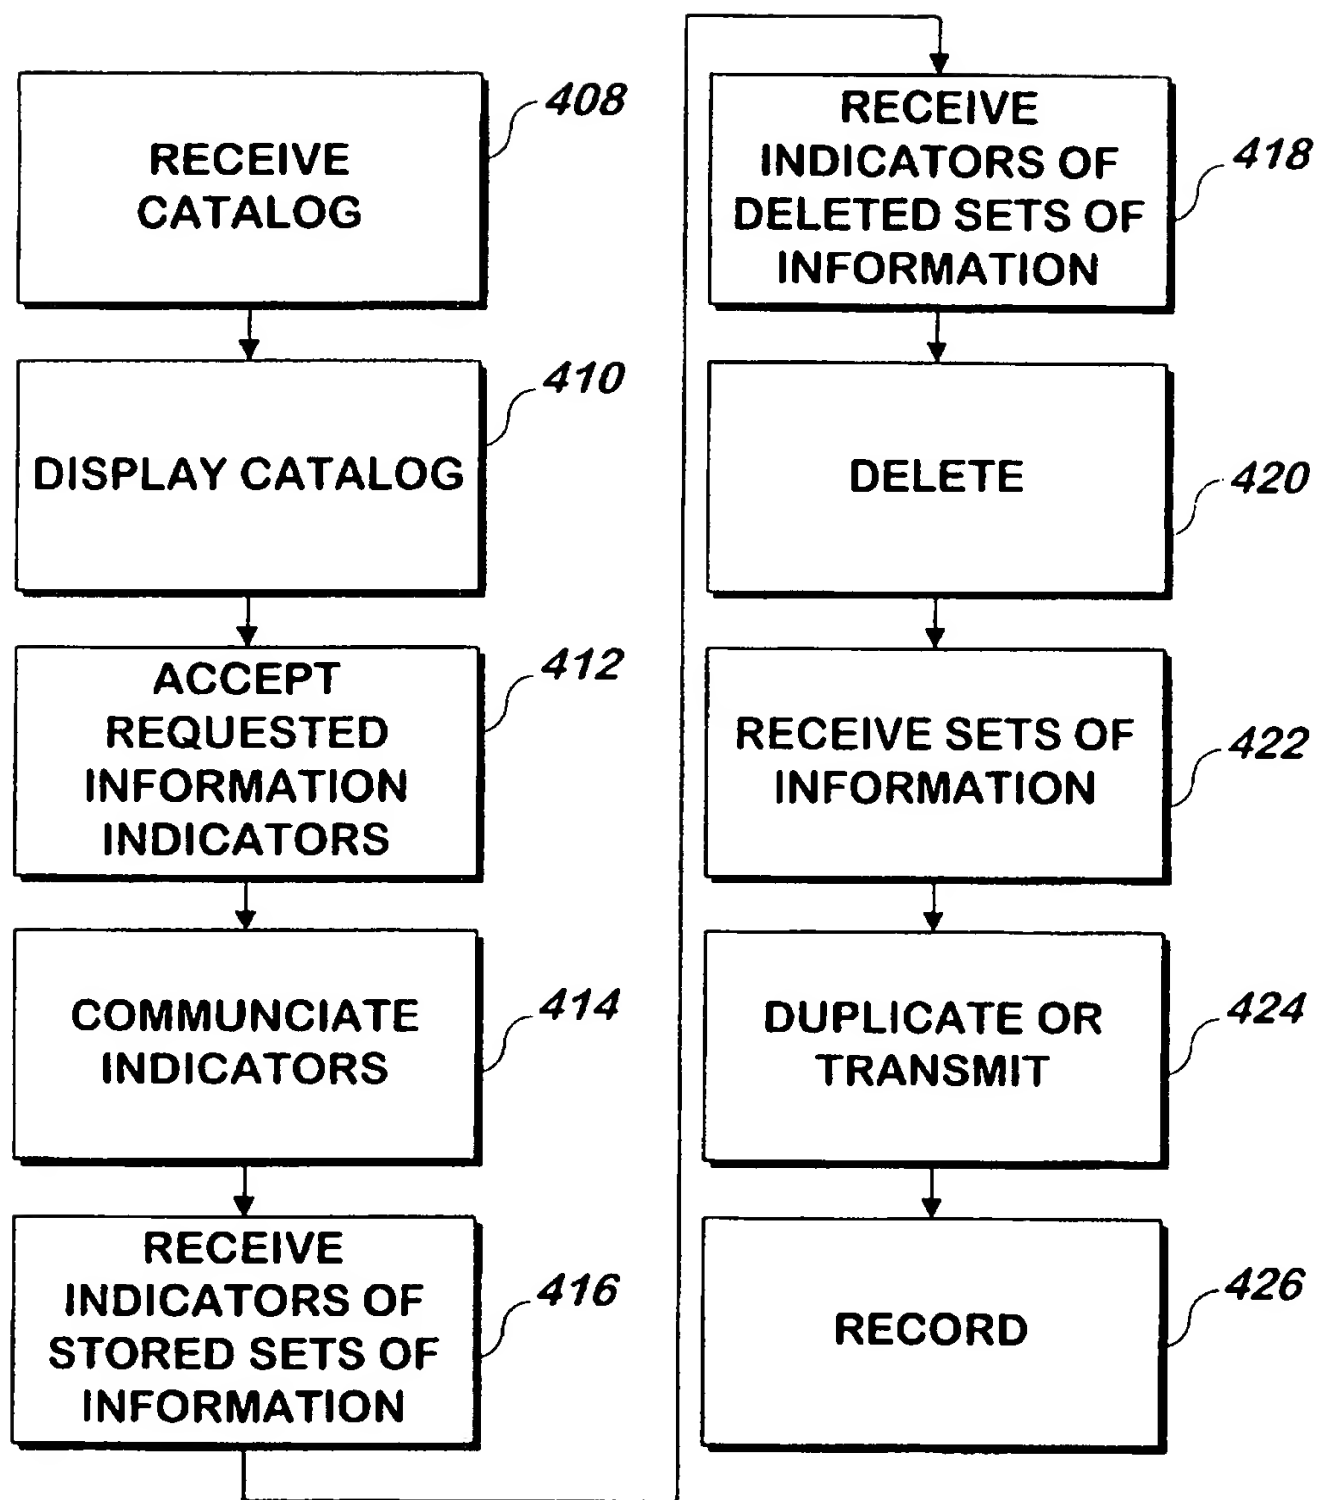 RECEIVE
CATALOG
408
DISPLAY CATALOG
410
ACCEPT
REQUESTED
INFORMATION
INDICATORS
412
COMMUNCIATE
INDICATORS
414
RECEIVE
INDICATORS OF
STORED SETS OF
INFORMATION
416
RECEIVE
INDICATORS OF
DELETED SETS OF
INFORMATION
418
DELETE
420
RECEIVE SETS OF
INFORMATION
422
DUPLICATE OR
TRANSMIT
424
RECORD
426